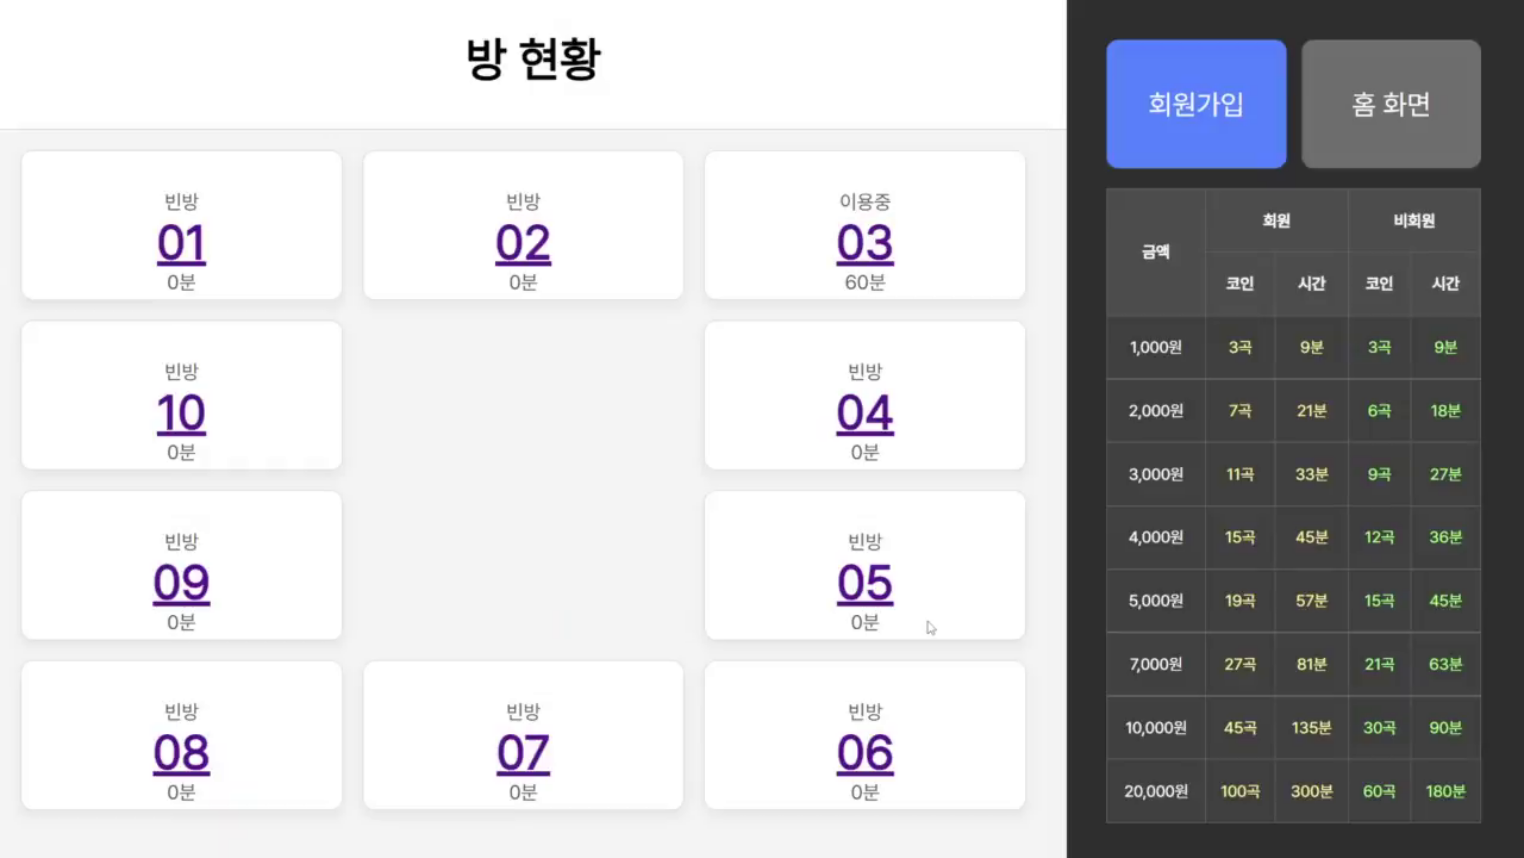 방 현황
빈방
01
0분
빈방
02
0분
이용중
03
60분
빈방
10
0분
빈방
04
0분
빈방
09
0분
빈방
05
0분
빈방
08
0분
빈방
07
0분
빈방
06
0분
회원가입
홈 화면
금액 회원 비회원
코인 시간 코인 시간
1,000원 3곡 9분 3곡 9분
2,000원 7곡 21분 6곡 18분
3,000원 11곡 33분 9곡 27분
4,000원 15곡 45분 12곡 36분
5,000원 19곡 57분 15곡 45분
7,000원 27곡 81분 21곡 63분
10,000원 45곡 135분 30곡 90분
20,000원 100곡 300분 60곡 180분